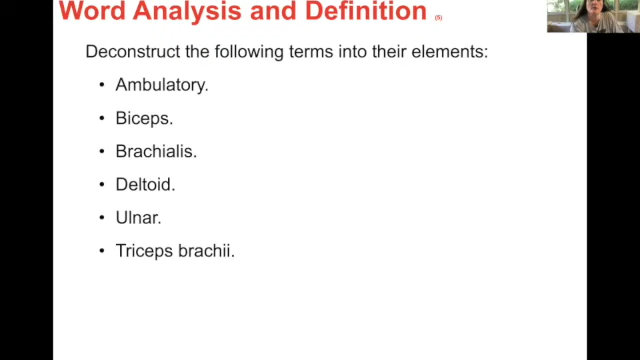 Word Analysis and Definition (5)
Deconstruct the following terms into their elements:
• Ambulatory.
• Biceps.
• Brachialis.
• Deltoid.
• Ulnar.
• Triceps brachii.